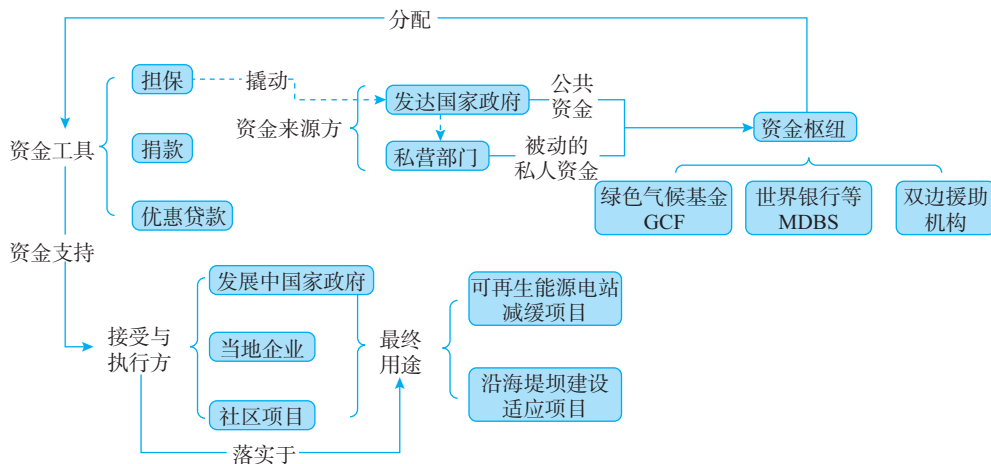 分配
担保
撬动
公共
资金
发达国家政府
资金来源方
资金枢纽
资金工具
捐款
私营部门
被动的
私人资金
绿色气候基金
GCF
世界银行等
MDBS
双边援助
机构
优惠贷款
资金支持
发展中国家政府
可再生能源电站
减缓项目
接受与
执行方
当地企业
最终
用途
沿海堤坝建设
适应项目
社区项目
落实于